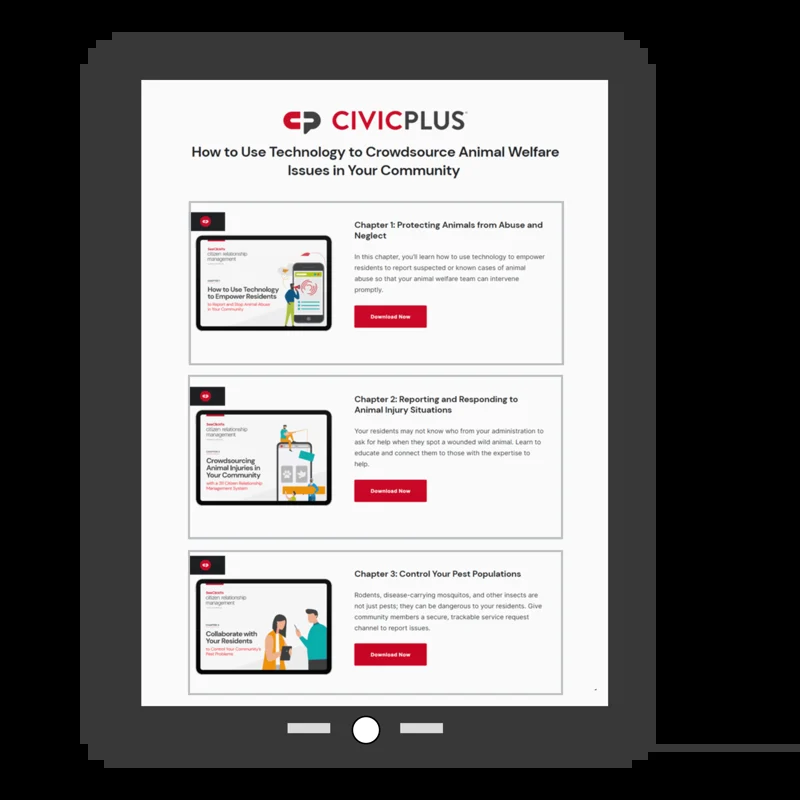 CIVICPLUS
How to Use Technology to Crowdsource Animal Welfare
Issues in Your Community
Chapter 1: Protecting Animals from Abuse and
Neglect
In this chapter, you'll learn how to use technology to empower
residents to report suspected or known cases of animal
abuse so that your animal welfare team can intervene
promptly.
Download Now
SeeClickFix
citizen relationship
management
How to Use Technology
to Empower Residents
to Report and Stop Animal Abuse
in Your Community
Chapter 2: Reporting and Responding to
Animal Injury Situations
Your residents may not know who from your administration to
ask for help when they spot a wounded wild animal. Learn to
educate and connect them to those with the expertise to
help.
Download Now
SeeClickFix
citizen relationship
management
Crowdsourcing
Animal Injuries in
Your Community
with a 311 Citizen Relationship
Management System
Chapter 3: Control Your Pest Populations
Rodents, disease-carrying mosquitos, and other insects are
not just pests; they can be dangerous to your residents. Give
community members a secure, trackable service request
channel to report issues.
Download Now
SeeClickFix
citizen relationship
management
Collaborate with
Your Residents
to Control Your Community's
Pest Problems